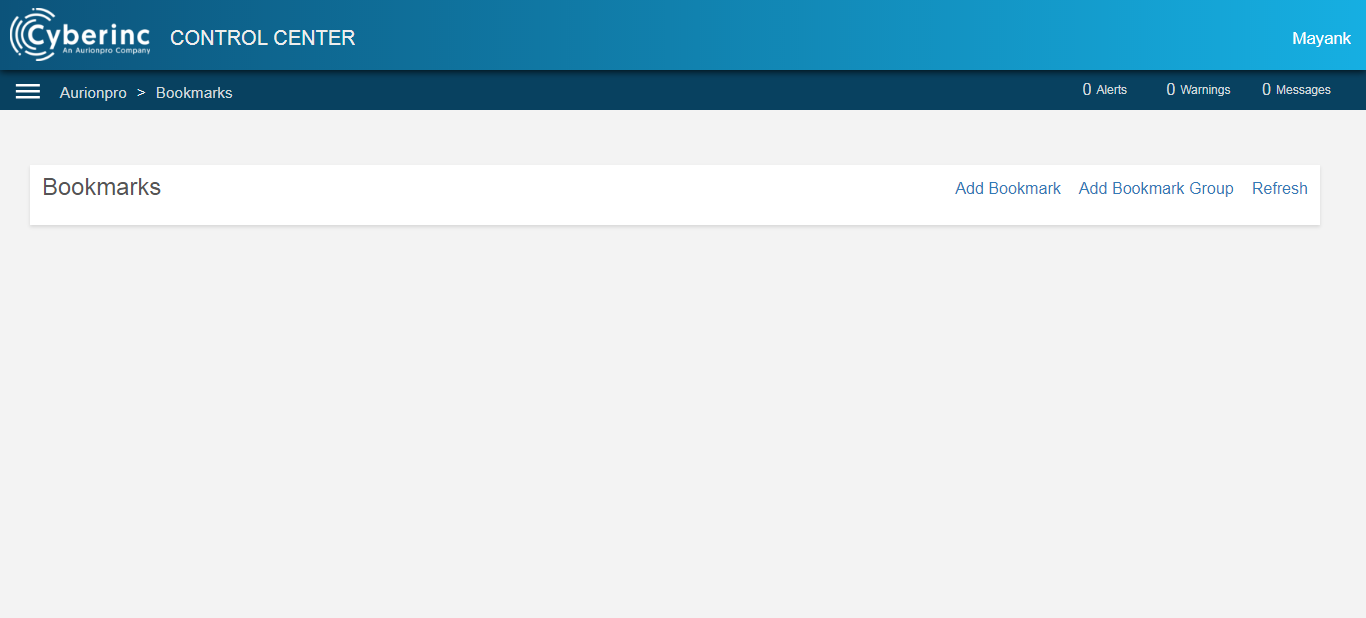 Cyberinc
An Aurionpro Company
CONTROL CENTER
Mayank
Aurionpro > Bookmarks
0 Alerts 0 Warnings 0 Messages
Bookmarks
Add Bookmark Add Bookmark Group Refresh